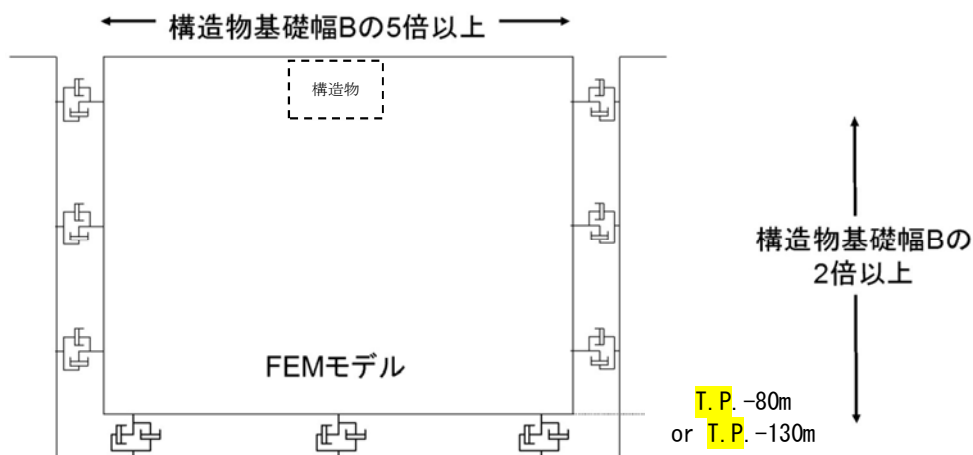 構造物基礎幅Bの5倍以上
構造物
構造物基礎幅Bの
2倍以上
FEMモデル
T.P.-80m
or T.P.-130m